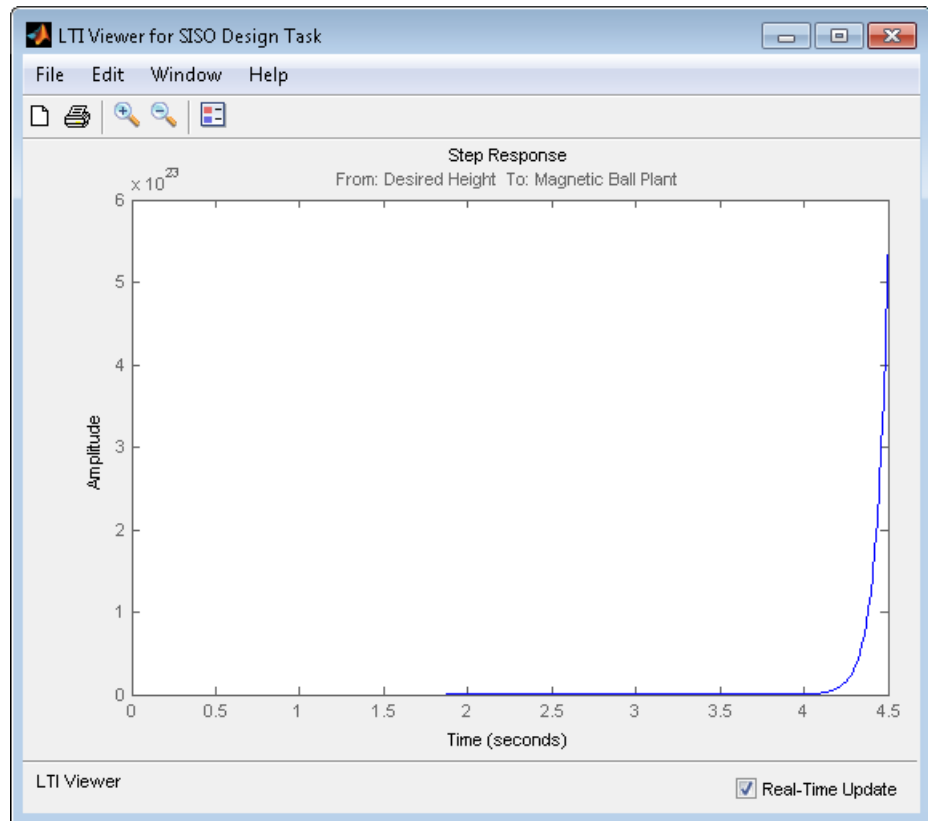 LTI Viewer for SISO Design Task
File Edit Window Help
Step Response
From: Desired Height To: Magnetic Ball Plant
x 10^23
6
5
4
3
2
1
0
Amplitude
0 0.5 1 1.5 2 2.5 3 3.5 4 4.5
Time (seconds)
LTI Viewer
Real-Time Update